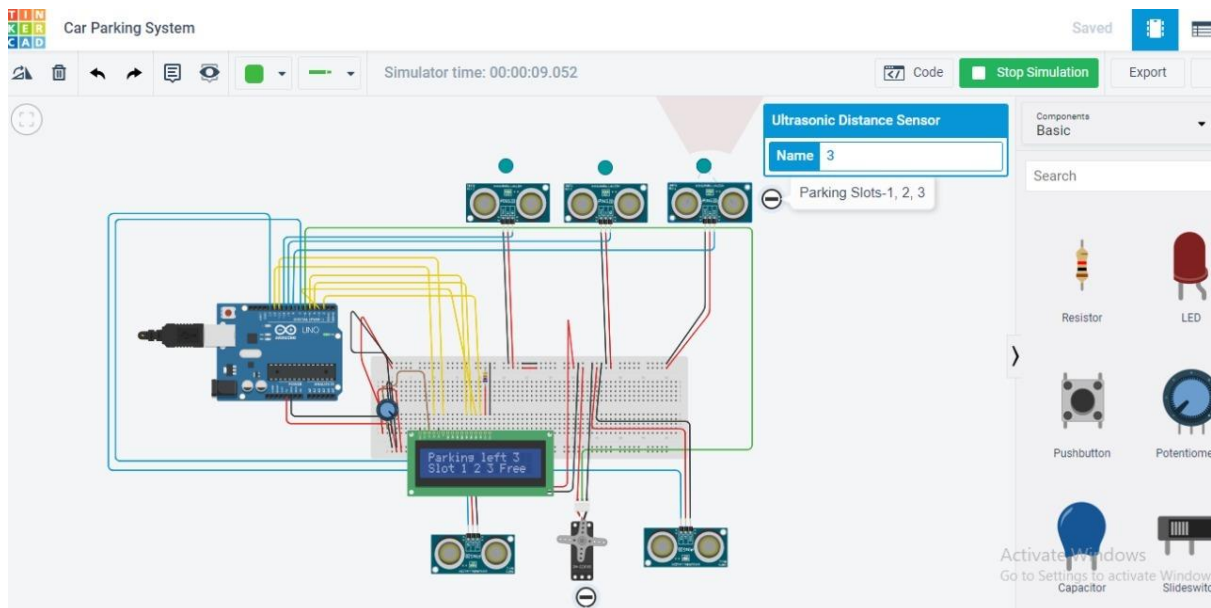 TIN
KER
CAD
Car Parking System
Saved
Simulator time: 00:00:09.052
Code
Stop Simulation
Export
Ultrasonic Distance Sensor
Name 3
Parking Slots-1, 2, 3
Components
Basic
Search
Resistor
LED
UNO
ARDUINO
Parking left 3
Slot 1 2 3 Free
Pushbutton
Potentiome
Activate Windows
Go to Settings to activate Window
Capacitor
Slideswitc